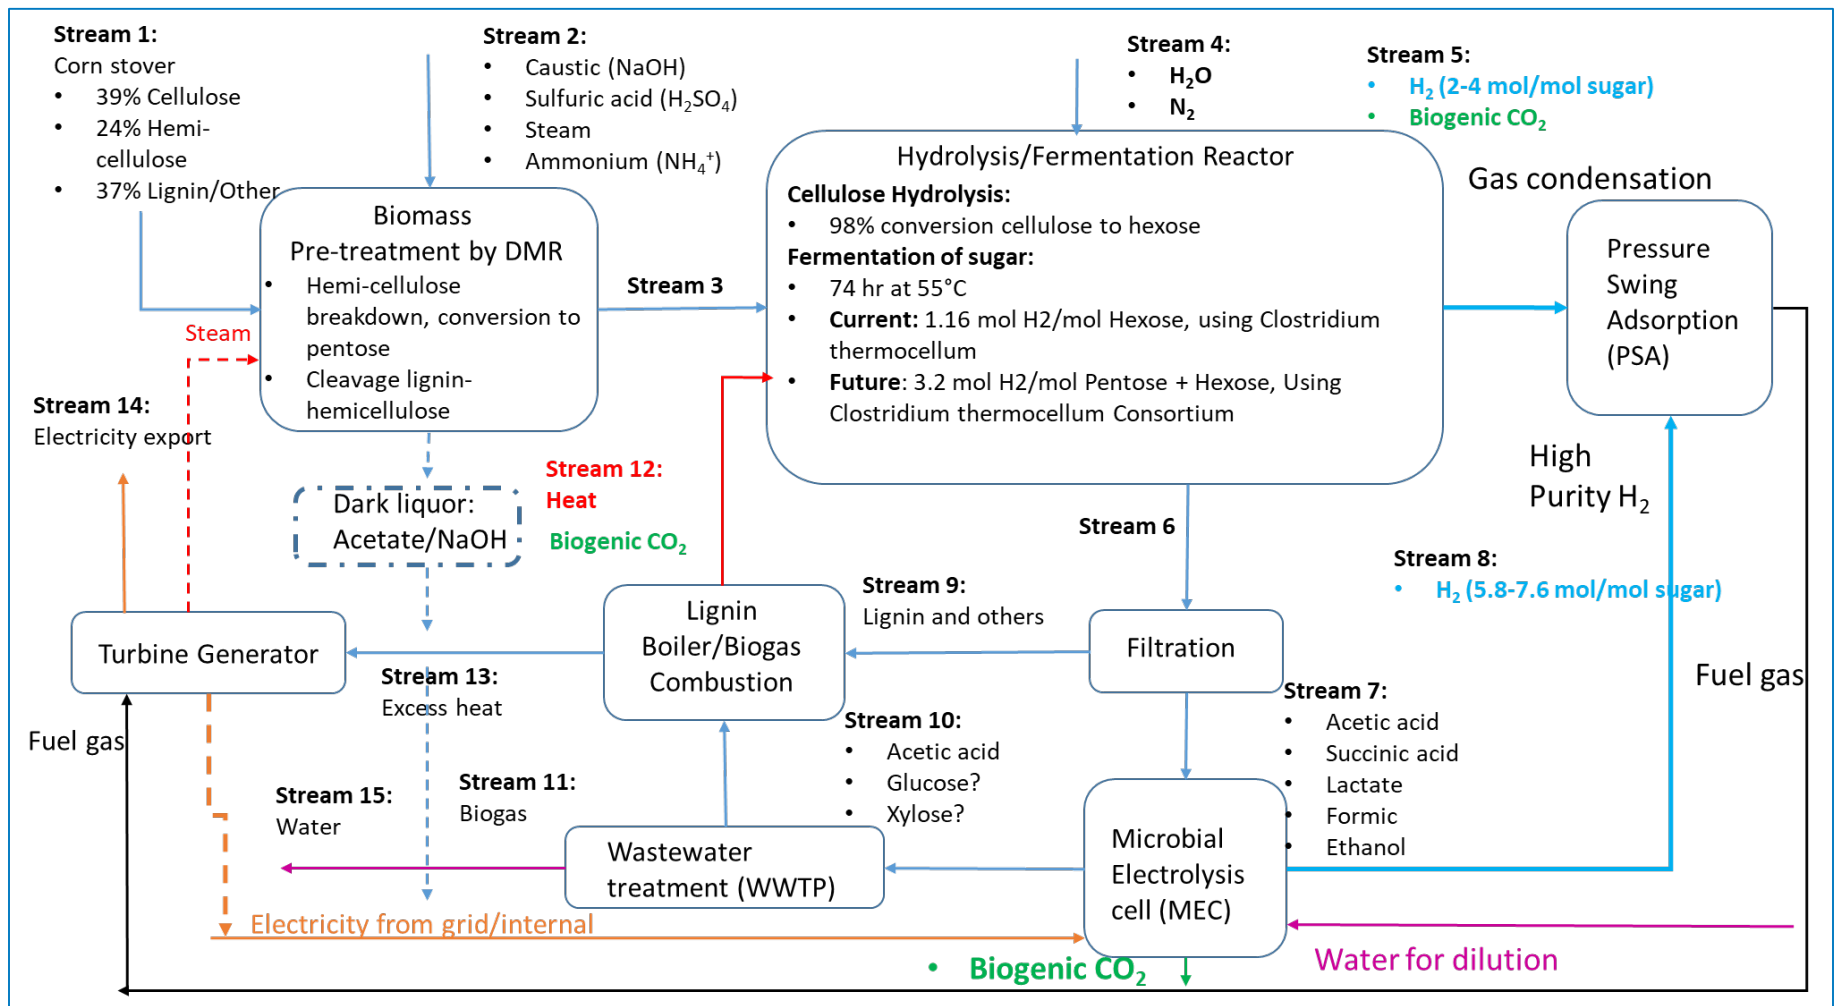 Stream 1:
Corn stover
• 39% Cellulose
• 24% Hemi-
cellulose
• 37% Lignin/Other
Stream 2:
• Caustic (NaOH)
• Sulfuric acid (H₂SO₄)
• Steam
• Ammonium (NH₄⁺)
Stream 4:
• H₂O
• N₂
Stream 5:
• H₂ (2-4 mol/mol sugar)
• Biogenic CO₂
Biomass
Pre-treatment by DMR
• Hemi-cellulose
breakdown, conversion to
pentose
• Cleavage lignin-
hemicellulose
Stream 3
Hydrolysis/Fermentation Reactor
Cellulose Hydrolysis:
• 98% conversion cellulose to hexose
Fermentation of sugar:
• 74 hr at 55°C
• Current: 1.16 mol H2/mol Hexose, using Clostridium
thermocellum
• Future: 3.2 mol H2/mol Pentose + Hexose, Using
Clostridium thermocellum Consortium
Gas condensation
Pressure
Swing
Adsorption
(PSA)
Steam
Stream 14:
Electricity export
Dark liquor:
Acetate/NaOH
Stream 12:
Heat
Biogenic CO₂
Stream 6
High
Purity H₂
Stream 8:
• H₂ (5.8-7.6 mol/mol sugar)
Turbine Generator
Stream 13:
Excess heat
Lignin
Boiler/Biogas
Combustion
Stream 9:
Lignin and others
Filtration
Stream 7:
• Acetic acid
• Succinic acid
• Lactate
• Formic
• Ethanol
Fuel gas
Fuel gas
Stream 15:
Water
Stream 11:
Biogas
Stream 10:
• Acetic acid
• Glucose?
• Xylose?
Wastewater
treatment (WWTP)
Microbial
Electrolysis
cell (MEC)
Electricity from grid/internal
• Biogenic CO₂
Water for dilution